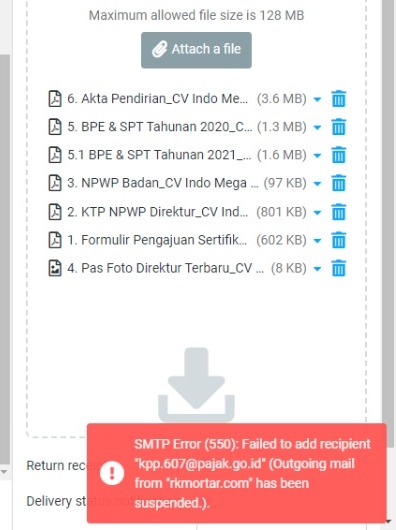 Maximum allowed file size is 128 MB
Attach a file
6. Akta Pendirian_CV Indo Me... (3.6 MB)
5. BPE & SPT Tahunan 2020_C... (1.3 MB)
5.1 BPE & SPT Tahunan 2021_... (1.6 MB)
3. NPWP Badan_CV Indo Mega ... (97 KB)
2. KTP NPWP Direktur_CV Ind... (801 KB)
1. Formulir Pengajuan Sertifik... (602 KB)
4. Pas Foto Direktur Terbaru_CV ... (8 KB)
SMTP Error (550): Failed to add recipient
"kpp.607@pajak.go.id" (Outgoing mail
from "rkmortar.com" has been
suspended.).
Return rec
Delivery st